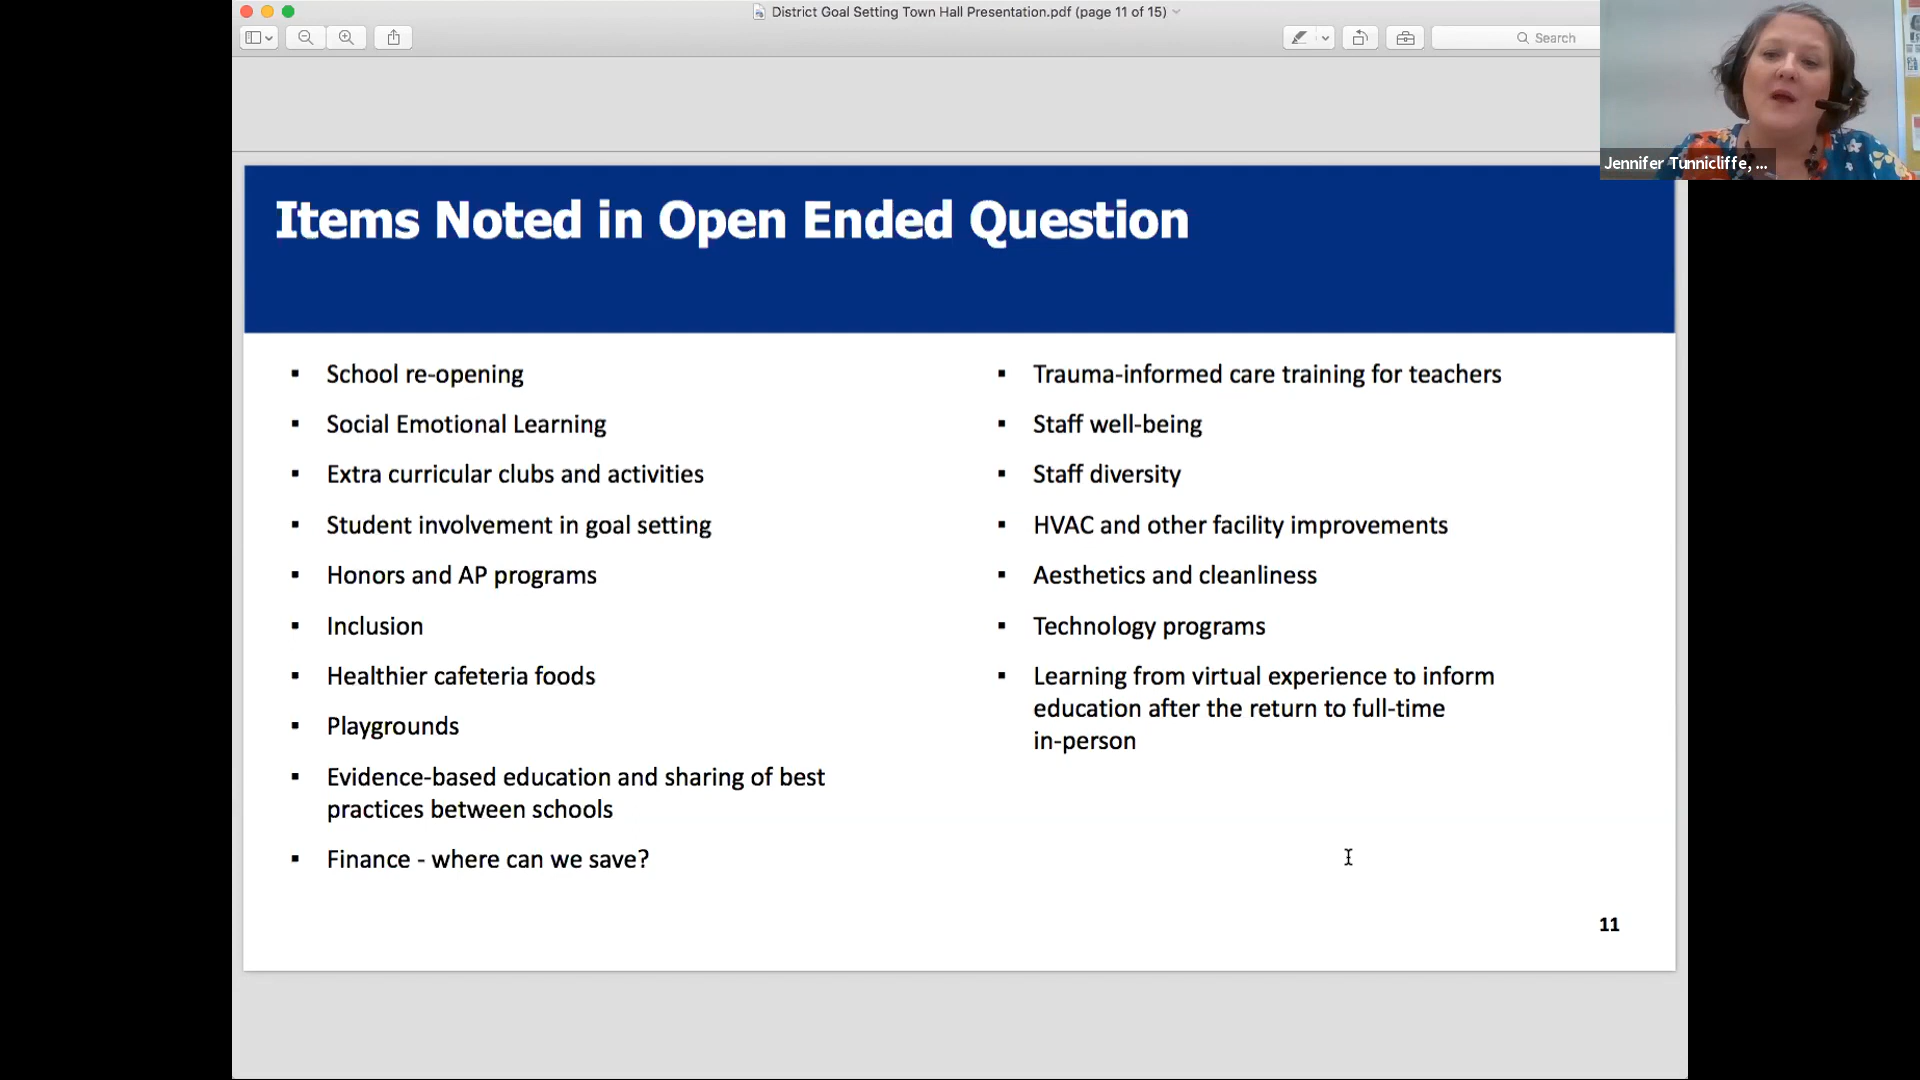 District Goal Setting Town Hall Presentation.pdf (page 11 of 15)
Search
Jennifer Tunnicliffe, ...
Items Noted in Open Ended Question
▪ School re-opening
▪ Social Emotional Learning
▪ Extra curricular clubs and activities
▪ Student involvement in goal setting
▪ Honors and AP programs
▪ Inclusion
▪ Healthier cafeteria foods
▪ Playgrounds
▪ Evidence-based education and sharing of best
practices between schools
▪ Finance - where can we save?
▪ Trauma-informed care training for teachers
▪ Staff well-being
▪ Staff diversity
▪ HVAC and other facility improvements
▪ Aesthetics and cleanliness
▪ Technology programs
▪ Learning from virtual experience to inform
education after the return to full-time
in-person
11